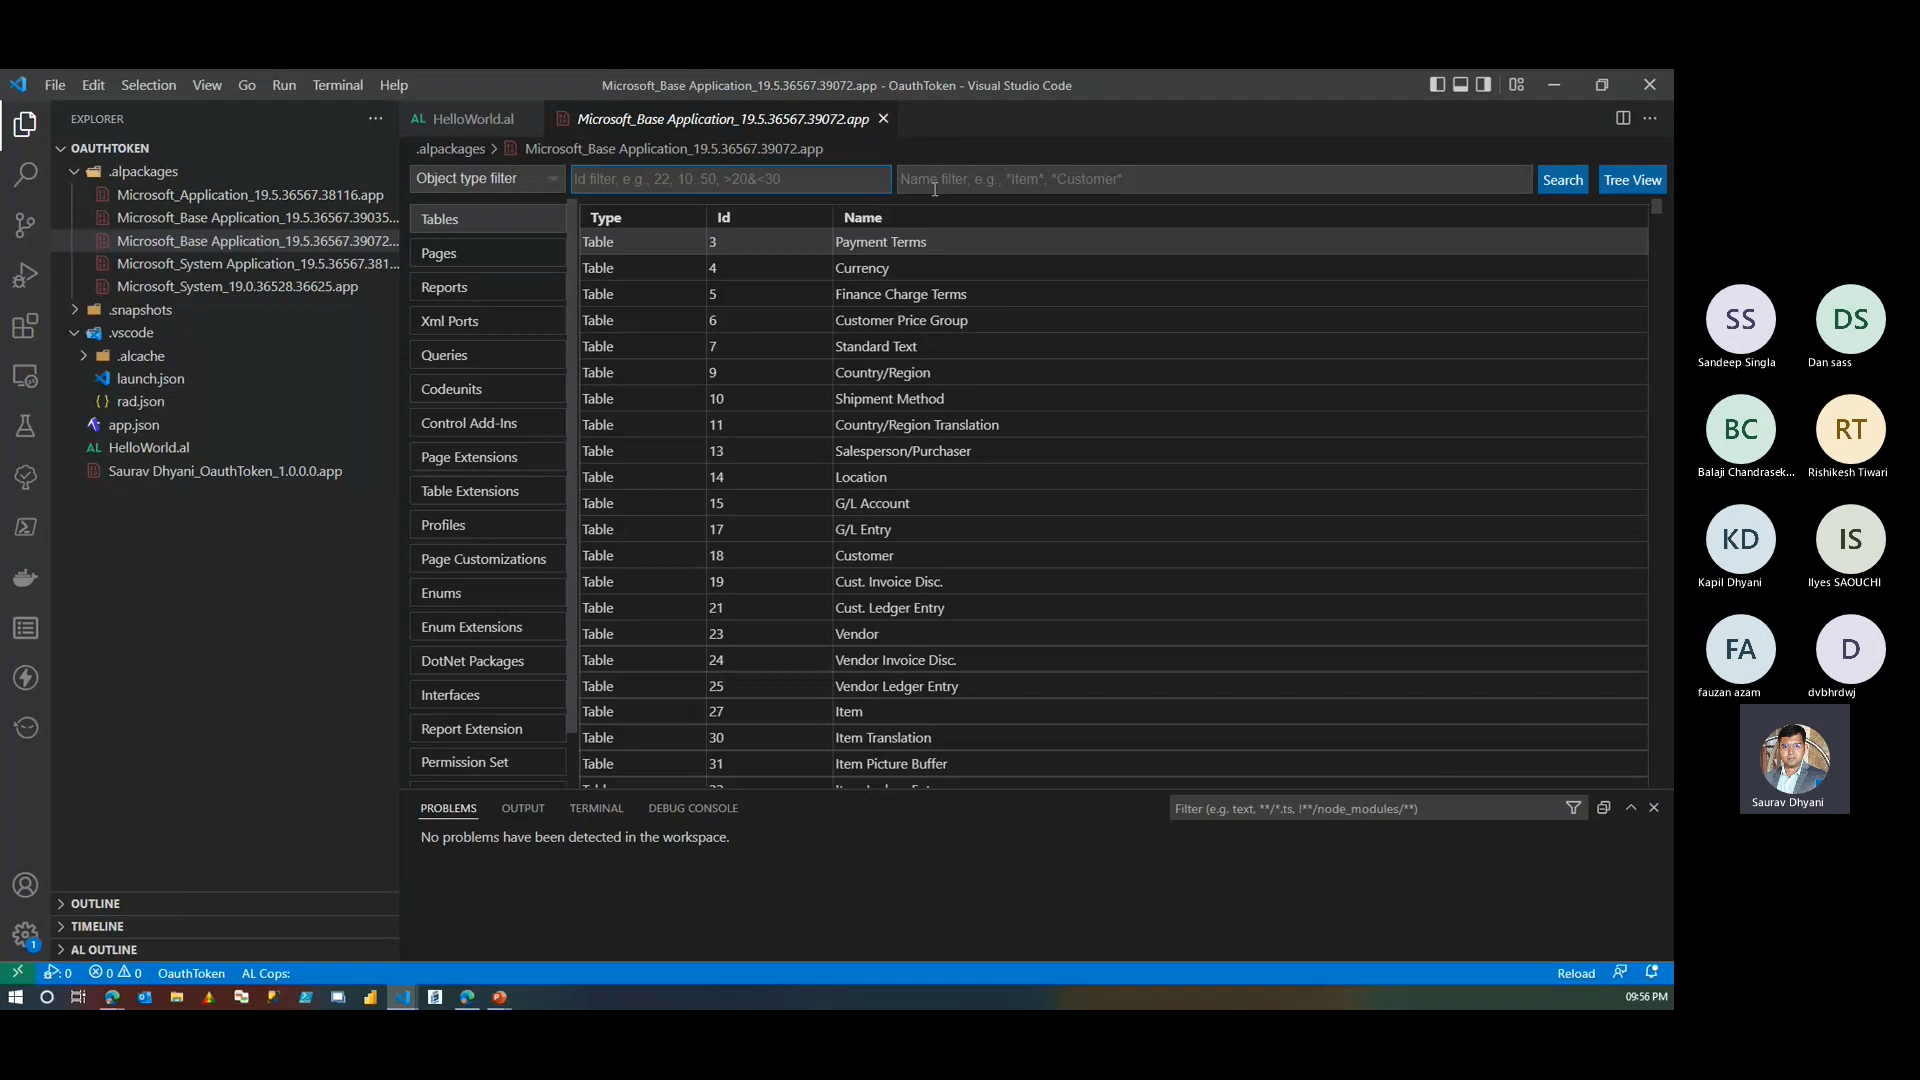 File Edit Selection View Go Run Terminal Help
Microsoft_Base Application_19.5.36567.39072.app - OauthToken - Visual Studio Code
EXPLORER
OAUTHTOKEN
.alpackages
Microsoft_Application_19.5.36567.38116.app
Microsoft_Base Application_19.5.36567.39035...
Microsoft_Base Application_19.5.36567.39072...
Microsoft_System Application_19.5.36567.381...
Microsoft_System_19.0.36528.36625.app
.snapshots
.vscode
.alcache
launch.json
{ } rad.json
app.json
AL HelloWorld.al
Saurav Dhyani_OauthToken_1.0.0.0.app
OUTLINE
TIMELINE
AL OUTLINE
AL HelloWorld.al
Microsoft_Base Application_19.5.36567.39072.app
.alpackages > Microsoft_Base Application_19.5.36567.39072.app
Object type filter
Id filter, e.g., 22, 10..50, >20&<30
Name filter, e.g., *Item*, *Customer*
Search
Tree View
Tables
Pages
Reports
Xml Ports
Queries
Codeunits
Control Add-Ins
Page Extensions
Table Extensions
Profiles
Page Customizations
Enums
Enum Extensions
DotNet Packages
Interfaces
Report Extension
Permission Set
Type Id Name
Table 3 Payment Terms
Table 4 Currency
Table 5 Finance Charge Terms
Table 6 Customer Price Group
Table 7 Standard Text
Table 9 Country/Region
Table 10 Shipment Method
Table 11 Country/Region Translation
Table 13 Salesperson/Purchaser
Table 14 Location
Table 15 G/L Account
Table 17 G/L Entry
Table 18 Customer
Table 19 Cust. Invoice Disc.
Table 21 Cust. Ledger Entry
Table 23 Vendor
Table 24 Vendor Invoice Disc.
Table 25 Vendor Ledger Entry
Table 27 Item
Table 30 Item Translation
Table 31 Item Picture Buffer
PROBLEMS OUTPUT TERMINAL DEBUG CONSOLE
Filter (e.g. text, **/*.ts, !**/node_modules/**)
No problems have been detected in the workspace.
: 0
0 0
OauthToken
AL Cops:
Reload
1
09:56 PM
SS
Sandeep Singla
DS
Dan sass
BC
Balaji Chandrasek...
RT
Rishikesh Tiwari
KD
Kapil Dhyani
IS
Ilyes SAOUCHI
FA
fauzan azam
D
dvbhrdwj
Saurav Dhyani